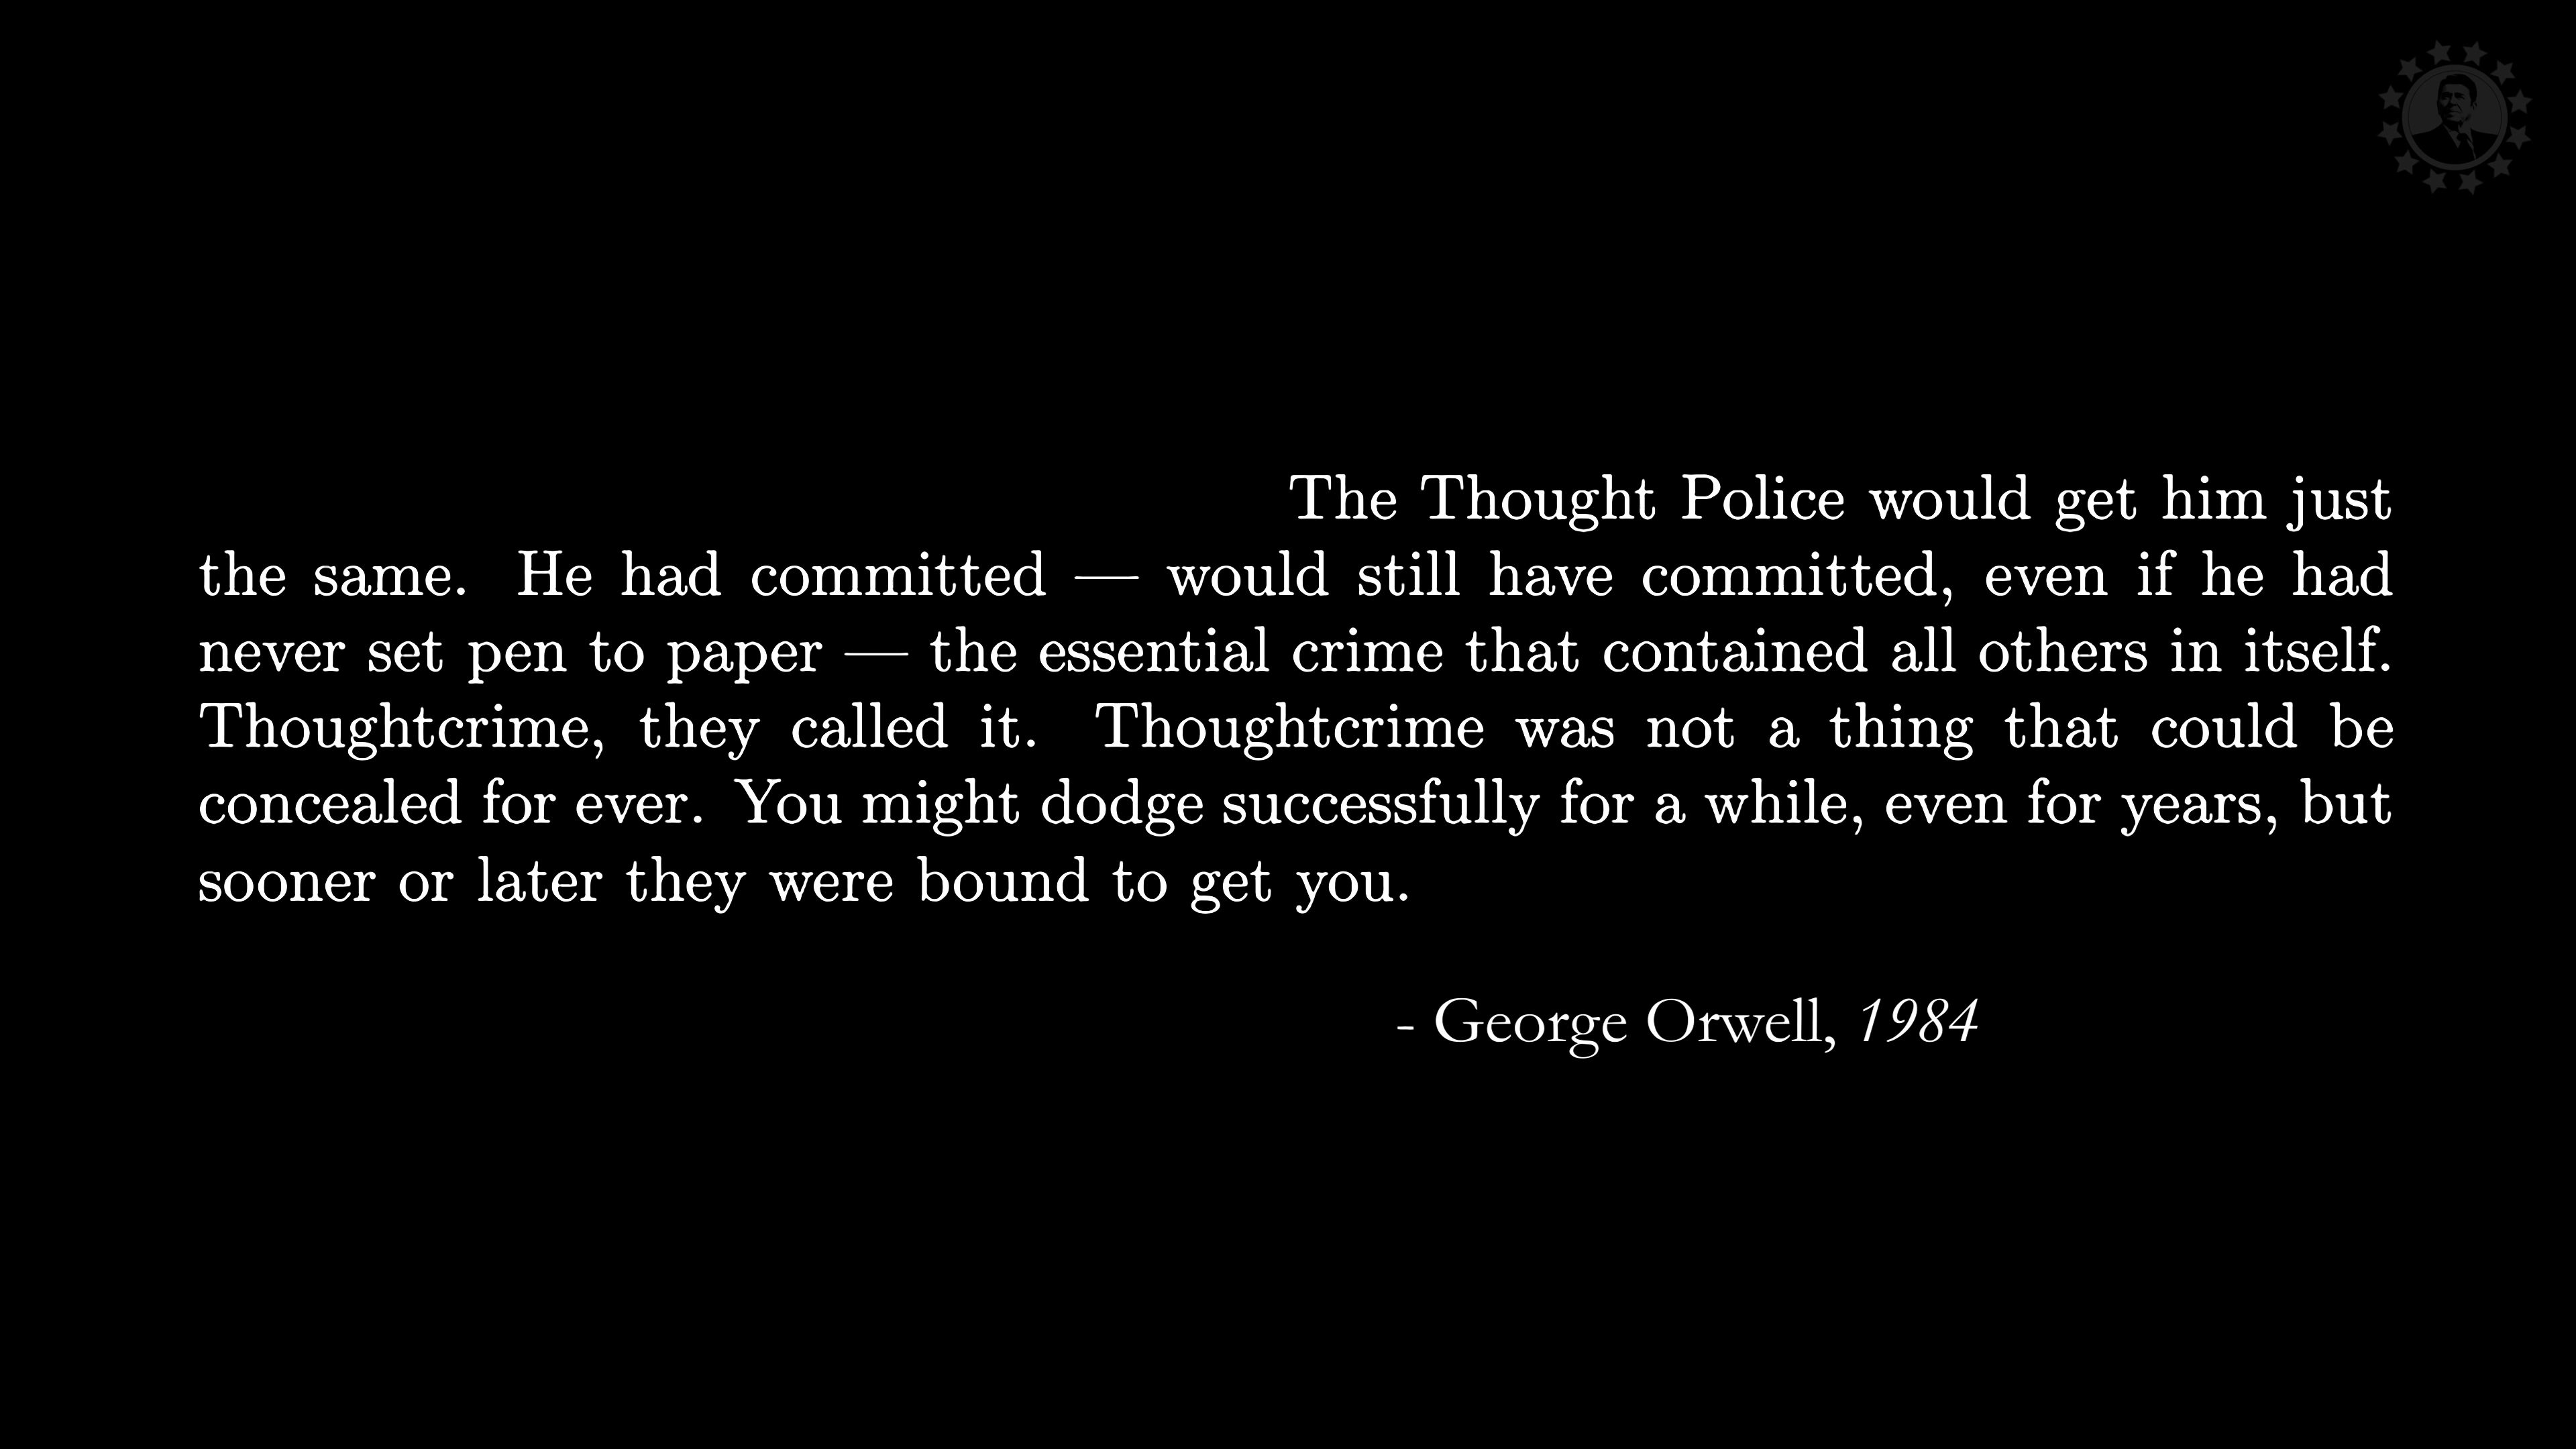 The Thought Police would get him just
the same. He had committed — would still have committed, even if he had
never set pen to paper — the essential crime that contained all others in itself.
Thoughtcrime, they called it. Thoughtcrime was not a thing that could be
concealed for ever. You might dodge successfully for a while, even for years, but
sooner or later they were bound to get you.
- George Orwell, 1984